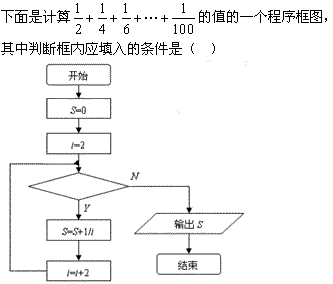 下面是计算 1/2 + 1/4 + 1/6 + ⋯ + 1/100 的值的一个程序框图，
其中判断框内应填入的条件是（ ）
开始
S=0
i=2
N
Y
S=S+1/i
输出 S
i=i+2
结束